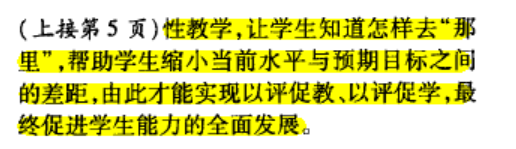 (上接第 5 页)性教学,让学生知道怎样去“那
里”,帮助学生缩小当前水平与预期目标之间
的差距,由此才能实现以评促教、以评促学,最
终促进学生能力的全面发展。